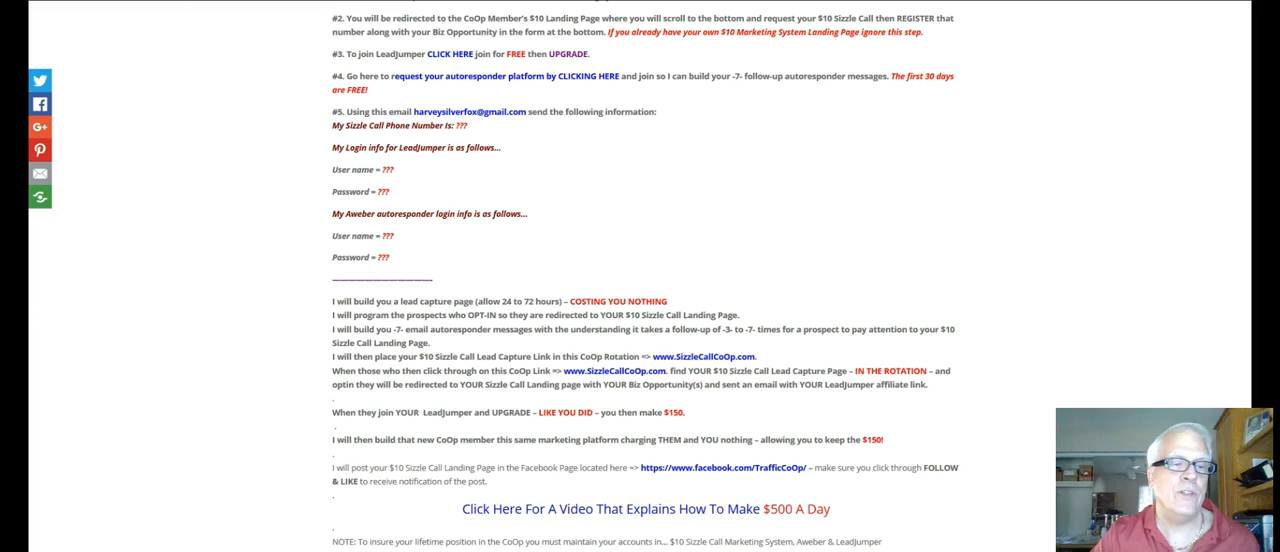 #2. You will be redirected to the CoOp Member's $10 Landing Page where you will scroll to the bottom and request your $10 Sizzle Call then REGISTER that
number along with your Biz Opportunity in the form at the bottom. If you already have your own $10 Marketing System Landing Page ignore this step.
#3. To join LeadJumper CLICK HERE join for FREE then UPGRADE.
#4. Go here to request your autoresponder platform by CLICKING HERE and join so I can build your -7- follow-up autoresponder messages. The first 30 days
are FREE!
#5. Using this email harveysilverfox@gmail.com send the following information:
My Sizzle Call Phone Number Is: ???
My Login info for LeadJumper is as follows...
User name = ???
Password = ???
My Aweber autoresponder login info is as follows...
User name = ???
Password = ???
————————————-
I will build you a lead capture page (allow 24 to 72 hours) – COSTING YOU NOTHING
I will program the prospects who OPT-IN so they are redirected to YOUR $10 Sizzle Call Landing Page.
I will build you -7- email autoresponder messages with the understanding it takes a follow-up of -3- to -7- times for a prospect to pay attention to your $10
Sizzle Call Landing Page.
I will then place your $10 Sizzle Call Lead Capture Link in this CoOp Rotation => www.SizzleCallCoOp.com.
When those who then click through on this CoOp Link => www.SizzleCallCoOp.com. find YOUR $10 Sizzle Call Lead Capture Page – IN THE ROTATION – and
optin they will be redirected to YOUR Sizzle Call Landing page with YOUR Biz Opportunity(s) and sent an email with YOUR LeadJumper affiliate link.
.
When they join YOUR LeadJumper and UPGRADE – LIKE YOU DID – you then make $150.
.
I will then build that new CoOp member this same marketing platform charging THEM and YOU nothing – allowing you to keep the $150!
.
I will post your $10 Sizzle Call Landing Page in the Facebook Page located here => https://www.facebook.com/TrafficCoOp/ – make sure you click through FOLLOW
& LIKE to receive notification of the post.
.
Click Here For A Video That Explains How To Make $500 A Day
.
NOTE: To insure your lifetime position in the CoOp you must maintain your accounts in... $10 Sizzle Call Marketing System, Aweber & LeadJumper